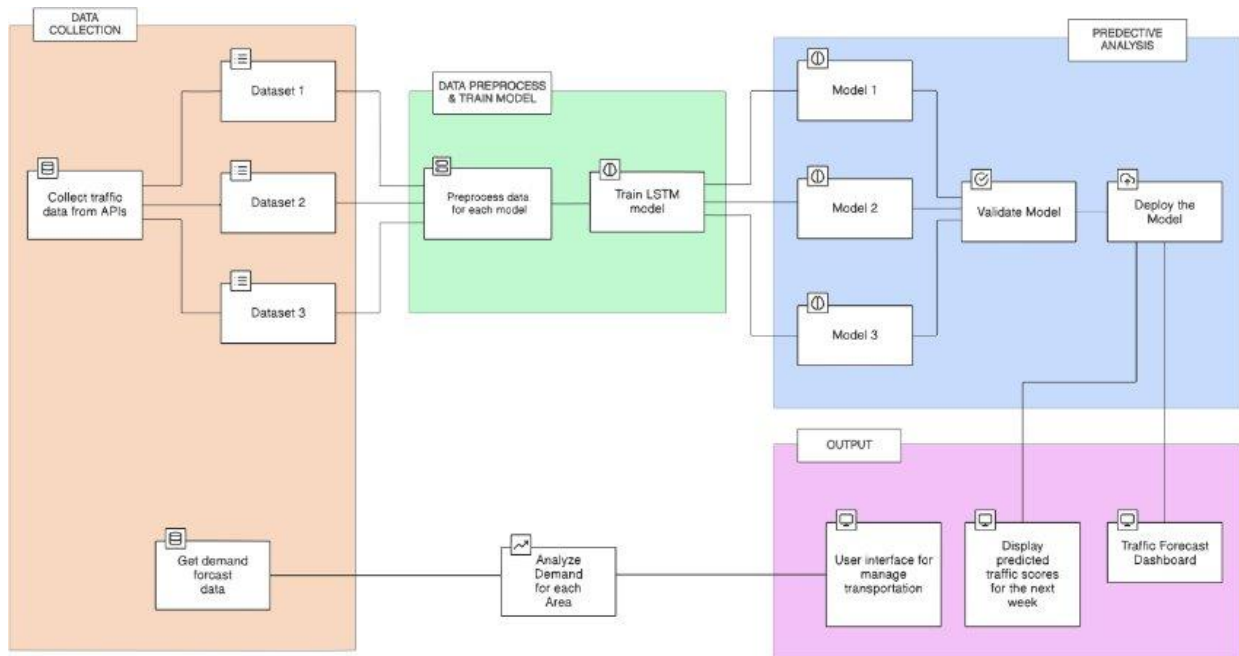 DATA
COLLECTION
Dataset 1
Collect traffic
data from APIs
Dataset 2
Dataset 3
DATA PREPROCESS
& TRAIN MODEL
Preprocess data
for each model
Train LSTM
model
PREDECTIVE
ANALYSIS
Model 1
Model 2
Model 3
Validate Model
Deploy the
Model
OUTPUT
Get demand
forcast
data
Analyze
Demand
for each
Area
User interface for
manage
transportation
Display
predicted
traffic scores
for the next
week
Traffic Forecast
Dashboard